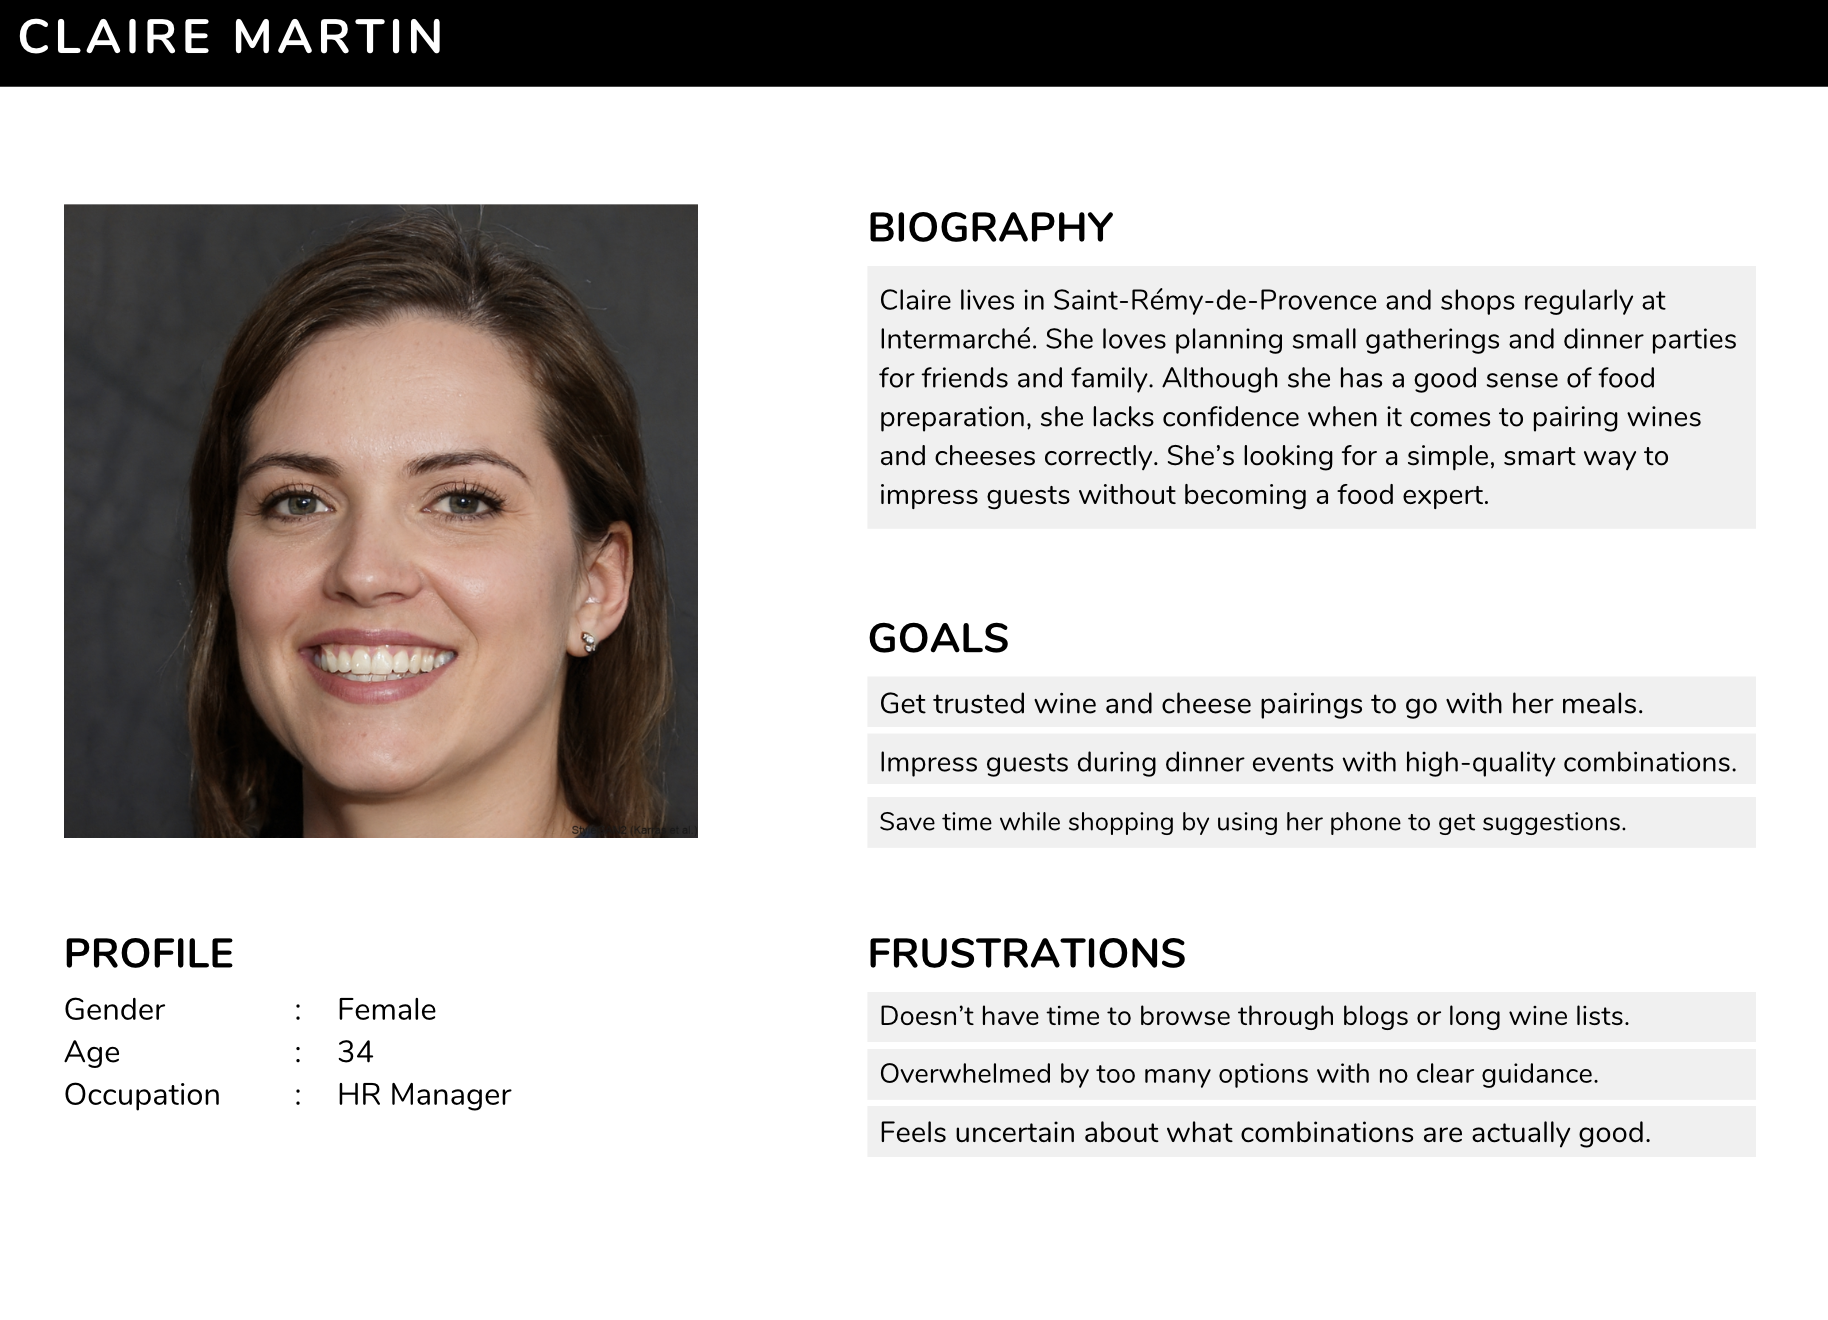 CLAIRE MARTIN
BIOGRAPHY
Claire lives in Saint-Rémy-de-Provence and shops regularly at
Intermarché. She loves planning small gatherings and dinner parties
for friends and family. Although she has a good sense of food
preparation, she lacks confidence when it comes to pairing wines
and cheeses correctly. She’s looking for a simple, smart way to
impress guests without becoming a food expert.
GOALS
Get trusted wine and cheese pairings to go with her meals.
Impress guests during dinner events with high-quality combinations.
Save time while shopping by using her phone to get suggestions.
PROFILE
Gender : Female
Age : 34
Occupation : HR Manager
FRUSTRATIONS
Doesn’t have time to browse through blogs or long wine lists.
Overwhelmed by too many options with no clear guidance.
Feels uncertain about what combinations are actually good.